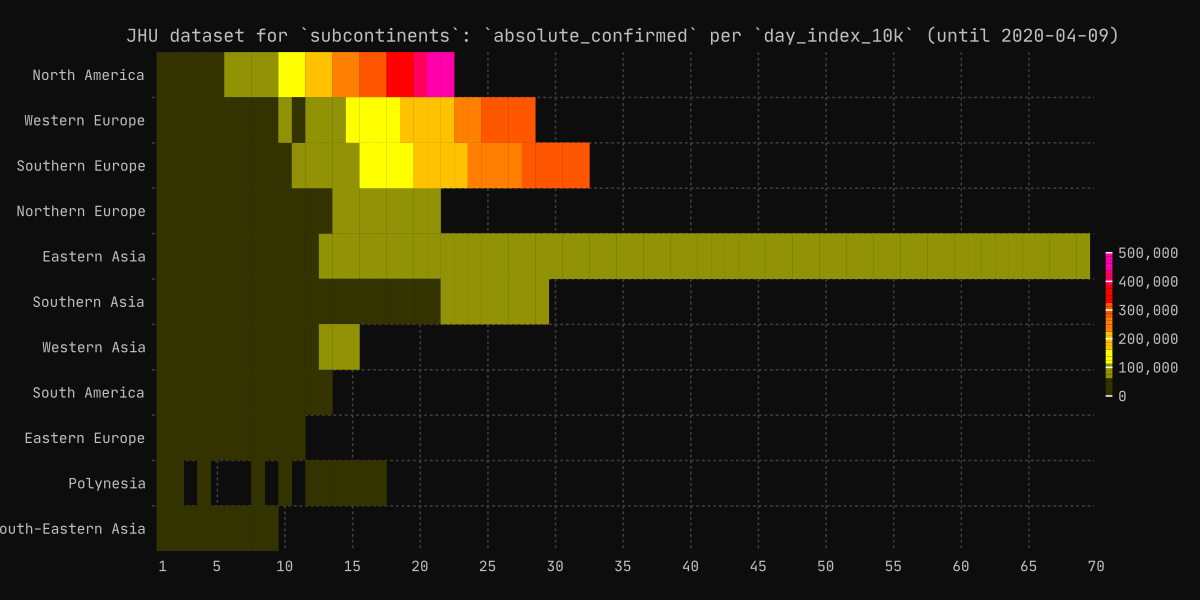 JHU dataset for `subcontinents`: `absolute_confirmed` per `day_index_10k` (until 2020-04-09)
North America
Western Europe
Southern Europe
Northern Europe
Eastern Asia
Southern Asia
Western Asia
South America
Eastern Europe
Polynesia
outh-Eastern Asia
1 5 10 15 20 25 30 35 40 45 50 55 60 65 70
500,000
400,000
300,000
200,000
100,000
0